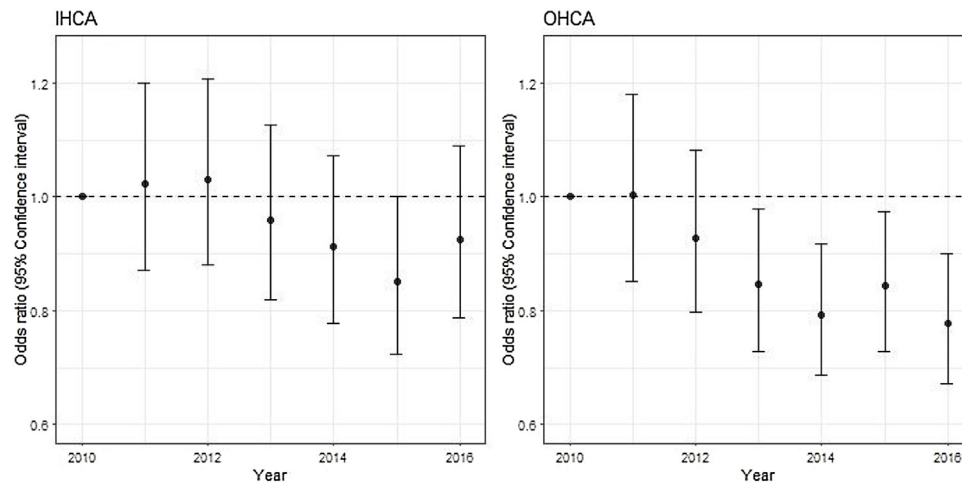 IHCA
Odds ratio (95% Confidence interval)
1.2
1.0
0.8
0.6
2010 2012 2014 2016
Year
OHCA
Odds ratio (95% Confidence interval)
1.2
1.0
0.8
0.6
2010 2012 2014 2016
Year